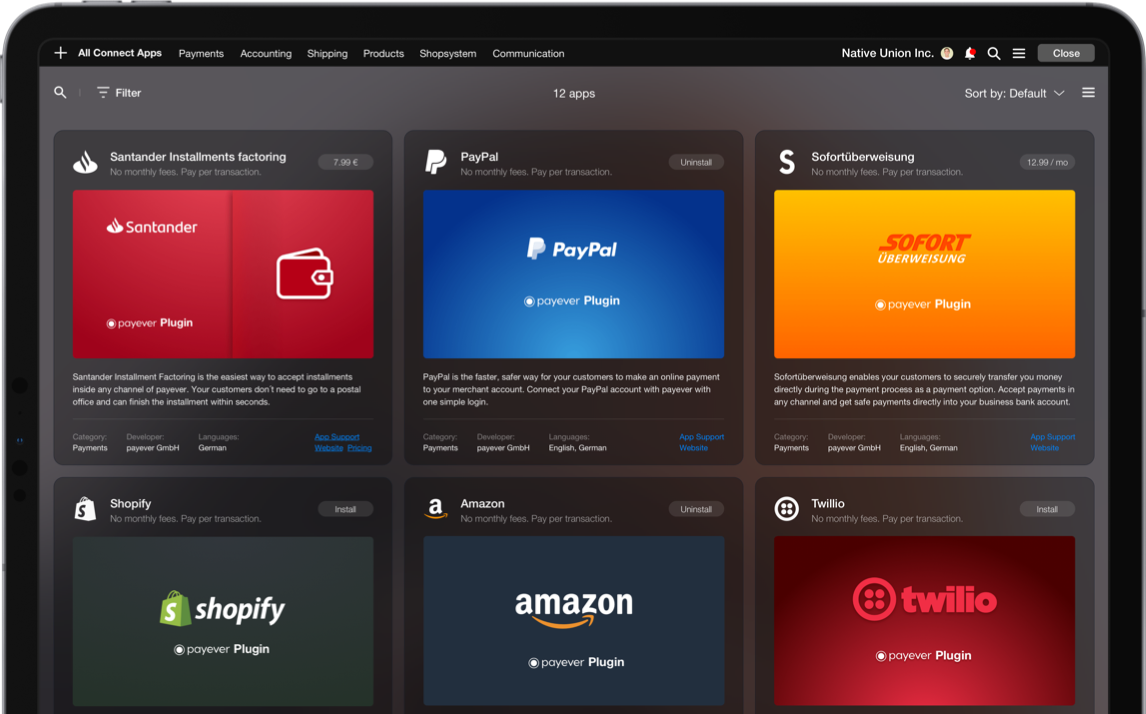 All Connect Apps Payments Accounting Shipping Products Shopsystem Communication Native Union Inc. Close
Filter 12 apps Sort by: Default
Santander Installments factoring 7.99 €
No monthly fees. Pay per transaction.
Santander
payever Plugin
Santander Installment Factoring is the easiest way to accept installments
inside any channel of payever. Your customers don´t need to go to a postal
office and can finish the installment within seconds.
Category: Developer: Languages: App Support
Payments payever GmbH German Website Pricing
PayPal Uninstall
No monthly fees. Pay per transaction.
PayPal
payever Plugin
PayPal is the faster, safer way for your customers to make an online payment
to your merchant account. Connect your PayPal account with payever with
one simple login.
Category: Developer: Languages: App Support
Payments payever GmbH English, German Website
Sofortüberweisung 12.99 / mo
No monthly fees. Pay per transaction.
SOFORT
ÜBERWEISUNG
payever Plugin
Sofortüberweisung enables your customers to securely transfer you money
directly during the payment process as a payment option. Accept payments in
any channel and get safe payments directly into your business bank account.
Category: Developer: Languages: App Support
Payments payever GmbH English, German Website
Shopify Install
No monthly fees. Pay per transaction.
shopify
payever Plugin
Amazon Uninstall
No monthly fees. Pay per transaction.
amazon
payever Plugin
Twilio Install
No monthly fees. Pay per transaction.
twilio
payever Plugin